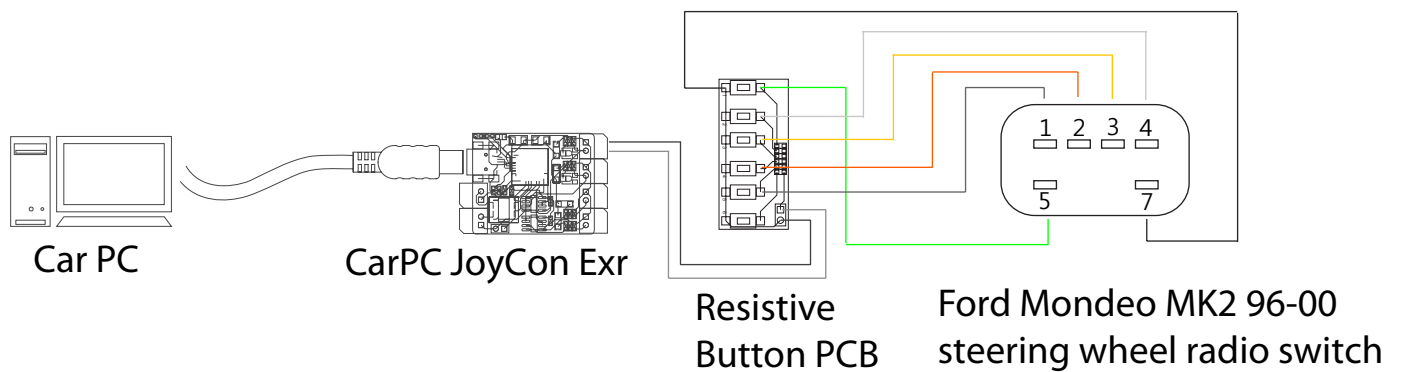 1 2 3 4
5 7
Car PC
CarPC JoyCon Exr
Resistive
Button PCB
Ford Mondeo MK2 96-00
steering wheel radio switch